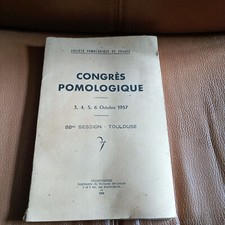 SOCIÉTÉ POMOLOGIQUE DE FRANCE
CONGRÈS
POMOLOGIQUE
3, 4, 5, 6 Octobre 1957
88me SESSION - TOULOUSE